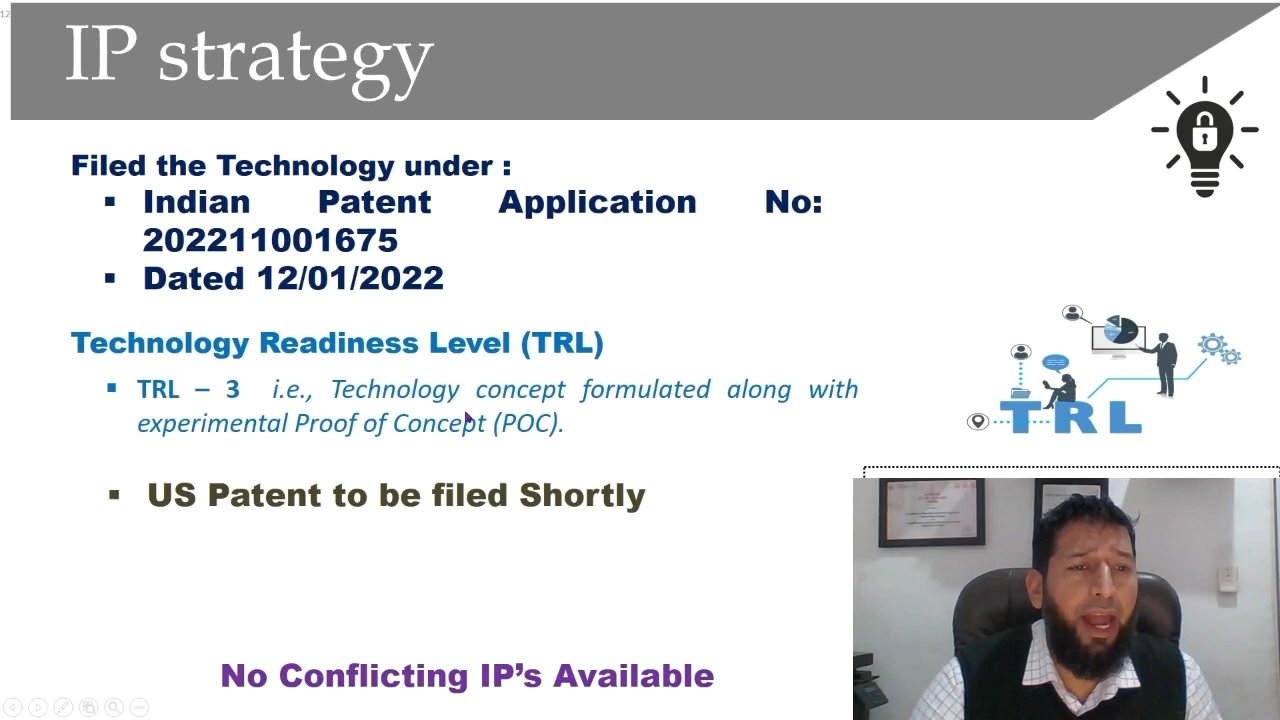 12
IP strategy
Filed the Technology under :
▪ Indian Patent Application No:
202211001675
▪ Dated 12/01/2022
Technology Readiness Level (TRL)
▪ TRL – 3 i.e., Technology concept formulated along with
experimental Proof of Concept (POC).
TRL
▪ US Patent to be filed Shortly
No Conflicting IP’s Available